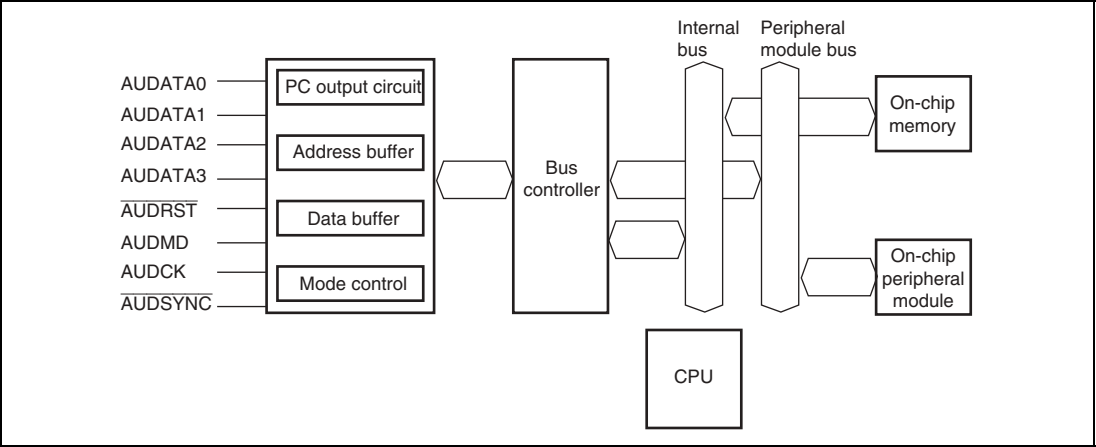 Internal
bus
Peripheral
module bus
AUDATA0
AUDATA1
AUDATA2
AUDATA3
AUDRST
AUDMD
AUDCK
AUDSYNC
PC output circuit
Address buffer
Data buffer
Mode control
Bus
controller
On-chip
memory
On-chip
peripheral
module
CPU